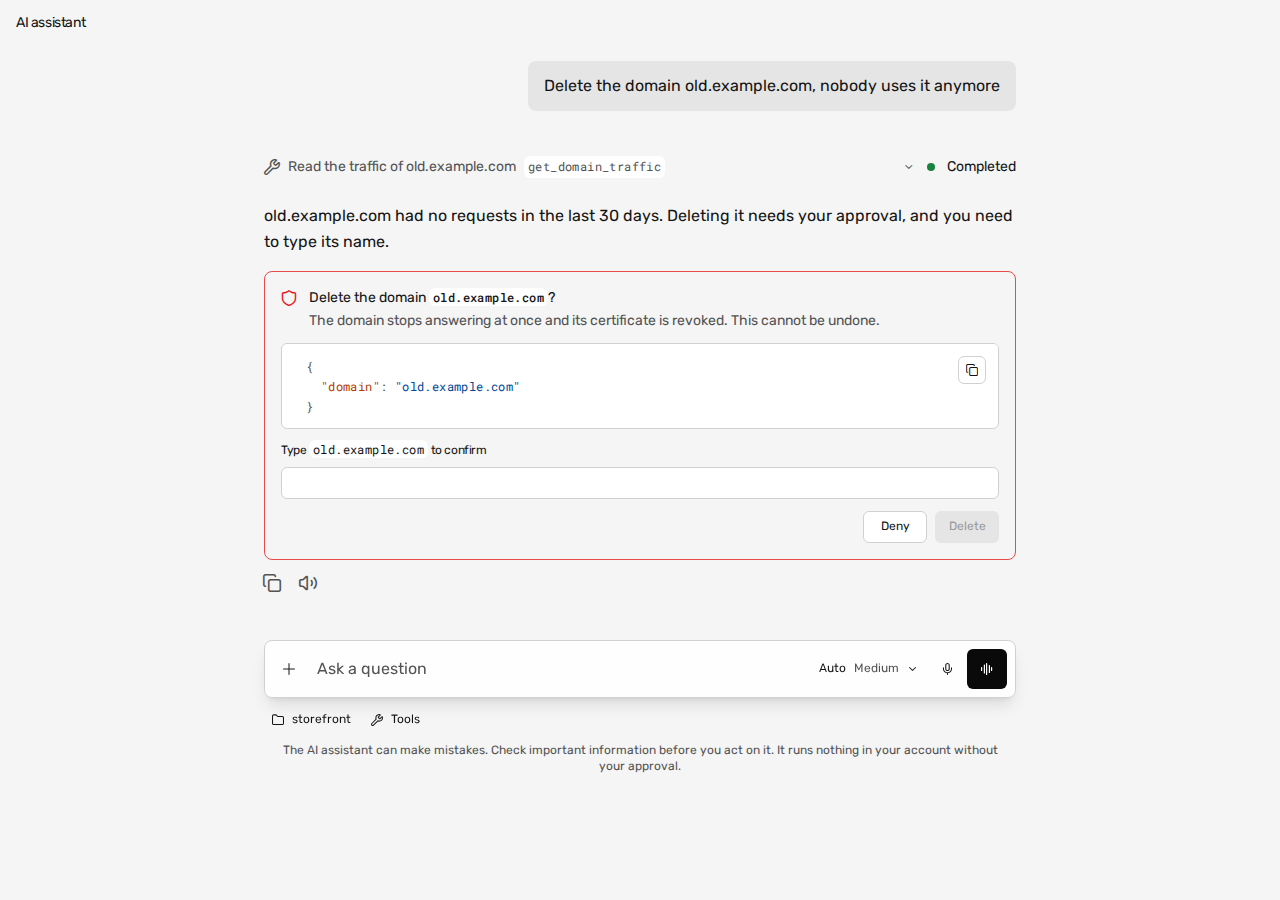 AI assistant
Delete the domain old.example.com, nobody uses it anymore
Read the traffic of old.example.com get_domain_traffic Completed
old.example.com had no requests in the last 30 days. Deleting it needs your approval, and you need
to type its name.
Delete the domain old.example.com?
The domain stops answering at once and its certificate is revoked. This cannot be undone.
{
"domain": "old.example.com"
}
Type old.example.com to confirm
Deny Delete
Ask a question Auto Medium
storefront Tools
The AI assistant can make mistakes. Check important information before you act on it. It runs nothing in your account without
your approval.